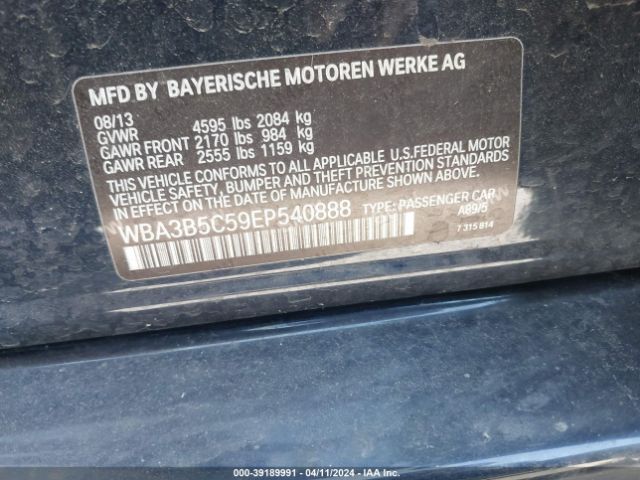 MFD BY BAYERISCHE MOTOREN WERKE AG
08/13
GVWR 4595 lbs 2084 kg
GAWR FRONT 2170 lbs 984 kg
GAWR REAR 2555 lbs 1159 kg
THIS VEHICLE CONFORMS TO ALL APPLICABLE U.S.FEDERAL MOTOR
VEHICLE SAFETY, BUMPER, AND THEFT PREVENTION STANDARDS
IN EFFECT ON THE DATE OF MANUFACTURE SHOWN ABOVE.
WBA3B5C59EP540888 TYPE: PASSENGER CAR
A89/5
7 315 814
000-39189991 - 04/11/2024 - IAA Inc.